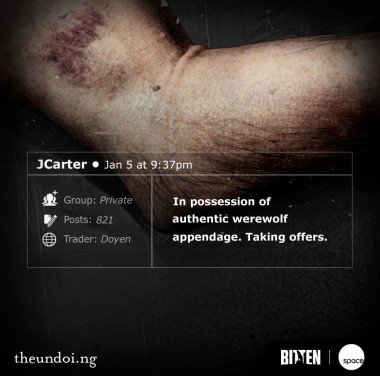 JCarter ● Jan 5 at 9:37pm
Group: Private
Posts: 821
Trader: Doyen
In possession of
authentic werewolf
appendage. Taking offers.
theundoi.ng
BITTEN | space